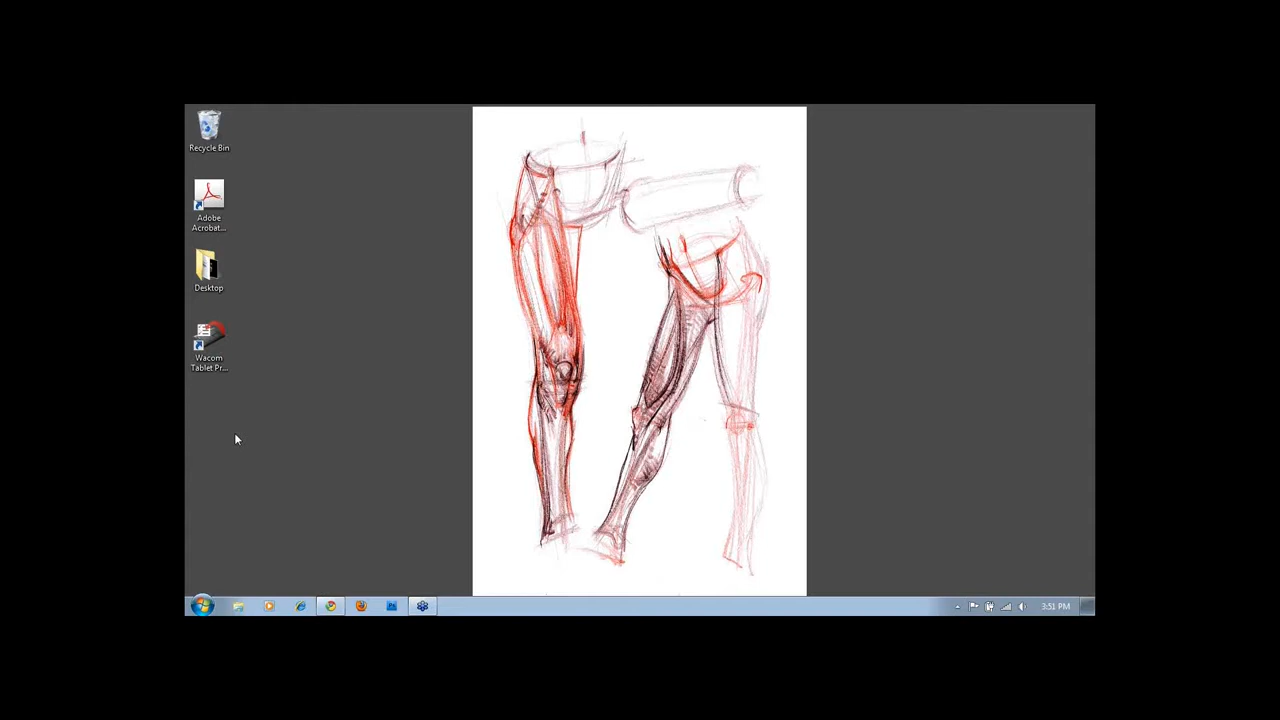 Recycle Bin
Adobe
Acrobat...
Desktop
Wacom
Tablet Pr...
3:51 PM